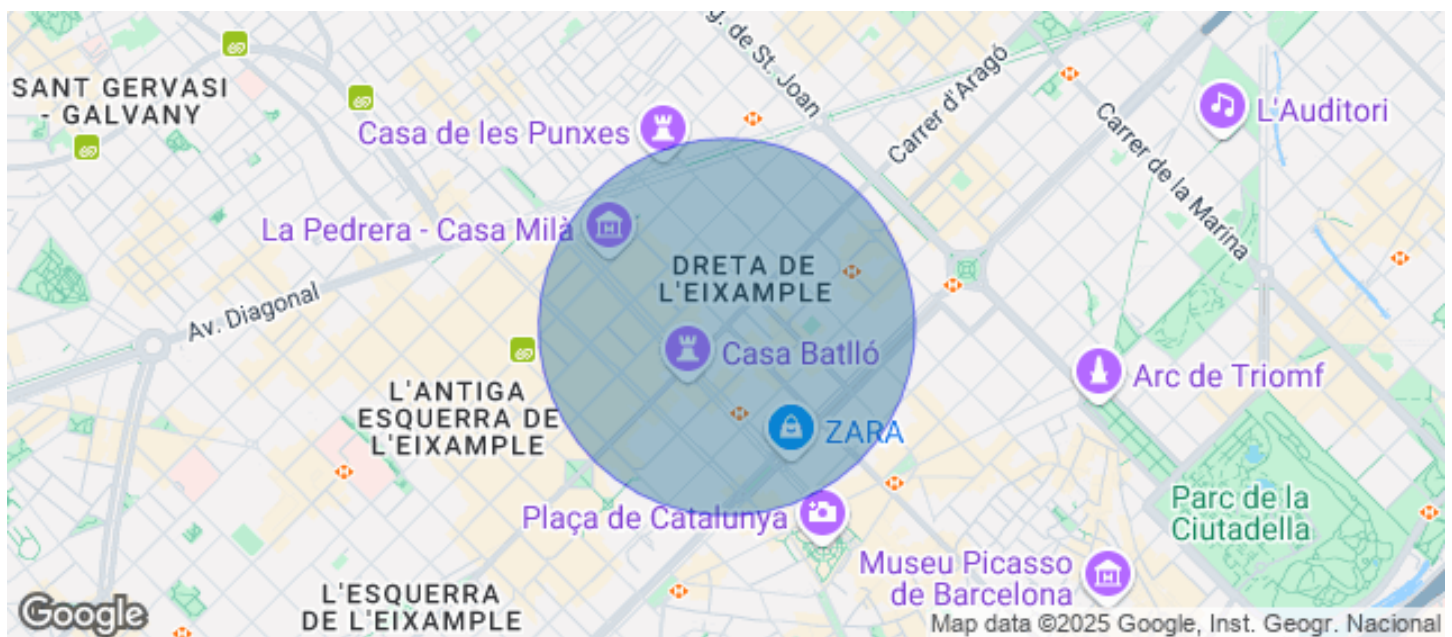 g. de St. Joan
Carrer d'Aragó
SANT GERVASI
- GALVANY
Casa de les Punxes
L'Auditori
Carrer de la Marina
La Pedrera - Casa Milà
DRETA DE
L'EIXAMPLE
Av. Diagonal
Casa Batlló
Arc de Triomf
L'ANTIGA
ESQUERRA DE
L'EIXAMPLE
ZARA
Plaça de Catalunya
Parc de la
Ciutadella
Museu Picasso
de Barcelona
L'ESQUERRA
DE L'EIXAMPLE
Google
Map data ©2025 Google, Inst. Geogr. Nacional